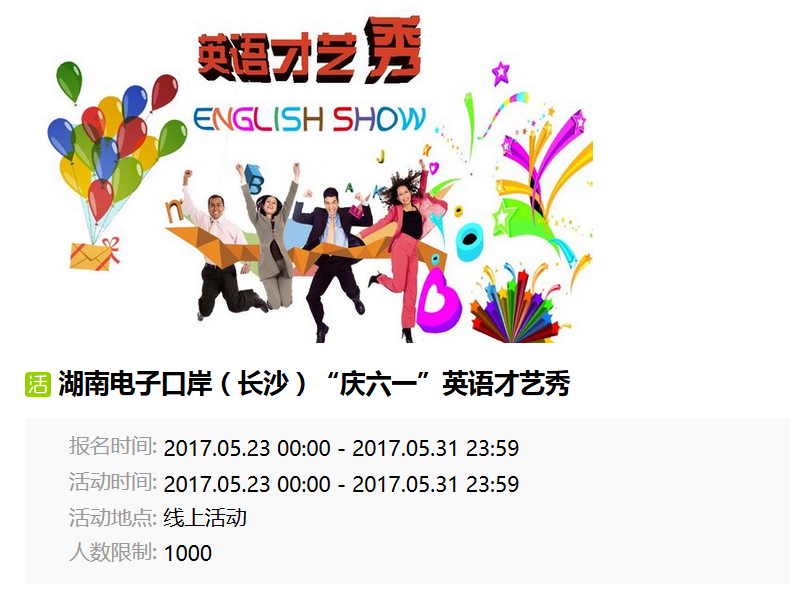 英语才艺秀
ENGLISH SHOW
n B J A K
活 湖南电子口岸（长沙）“庆六一”英语才艺秀
报名时间: 2017.05.23 00:00 - 2017.05.31 23:59
活动时间: 2017.05.23 00:00 - 2017.05.31 23:59
活动地点: 线上活动
人数限制: 1000